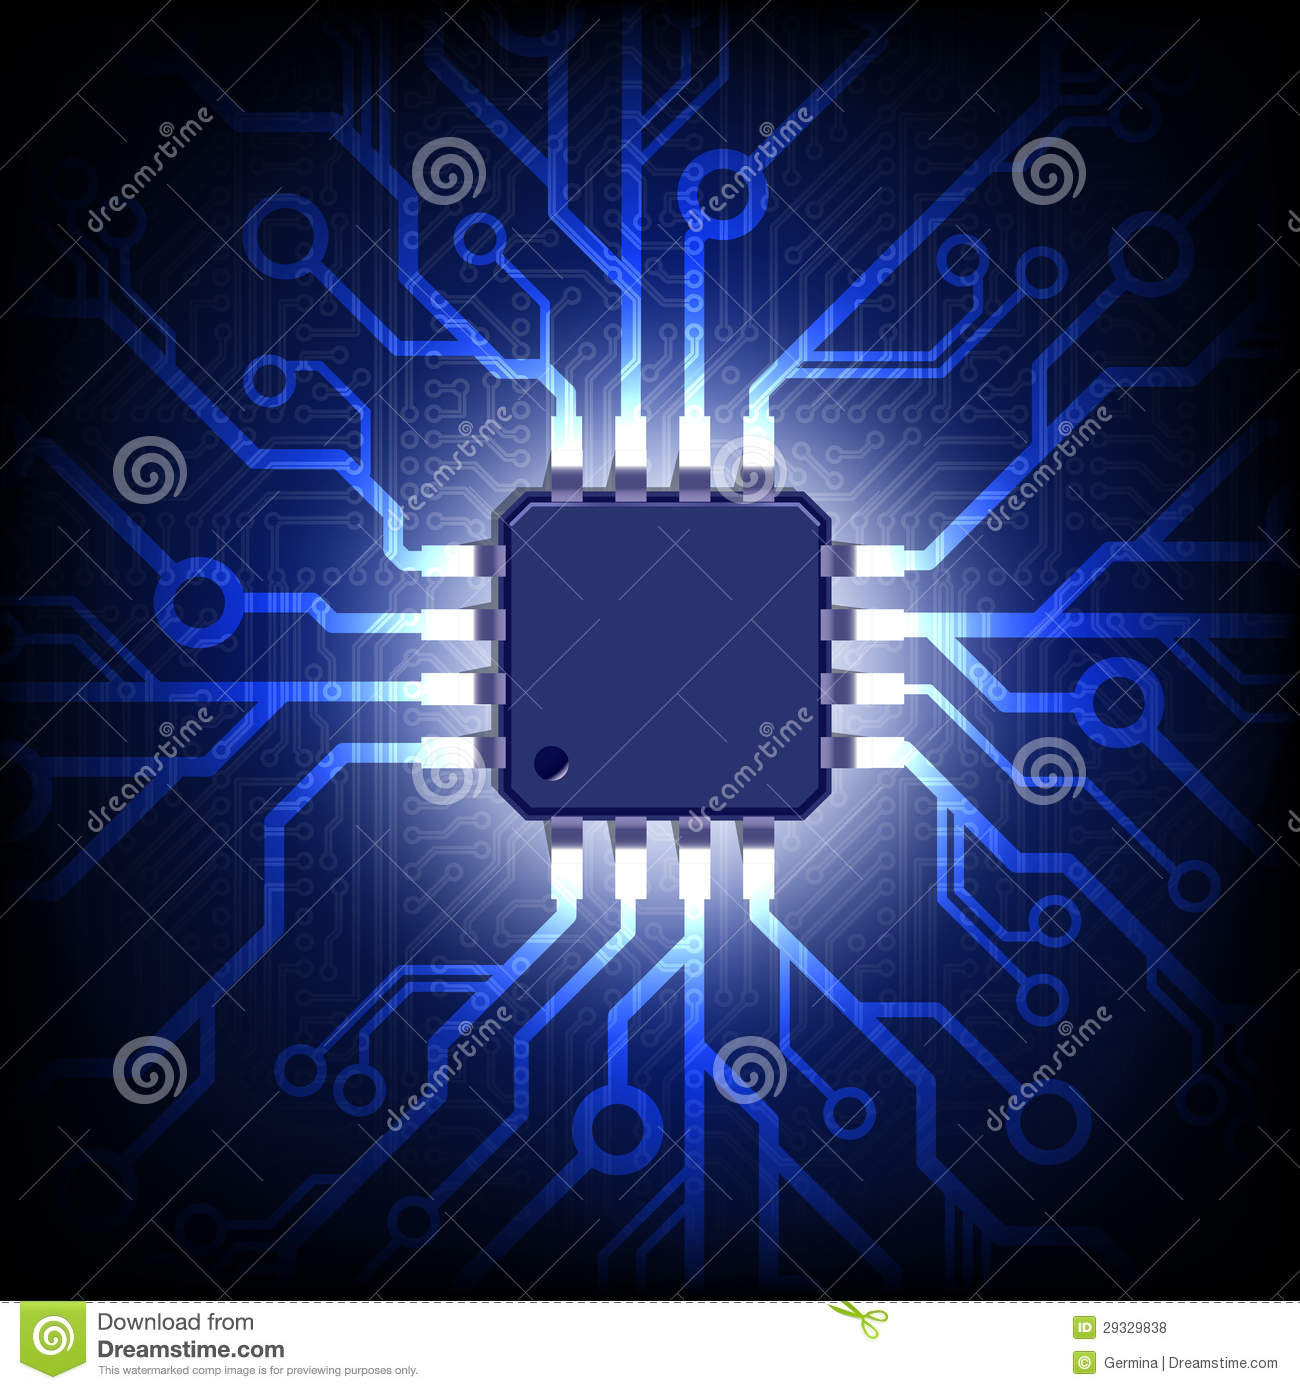 dreamstime
dreamstime
dreamstime
dreamstime
dreamstime
dreamstime
dreamstime
dreamstime
Download from
Dreamstime.com
This watermarked comp image is for previewing purposes only.
ID 29329838
© Germina | Dreamstime.com